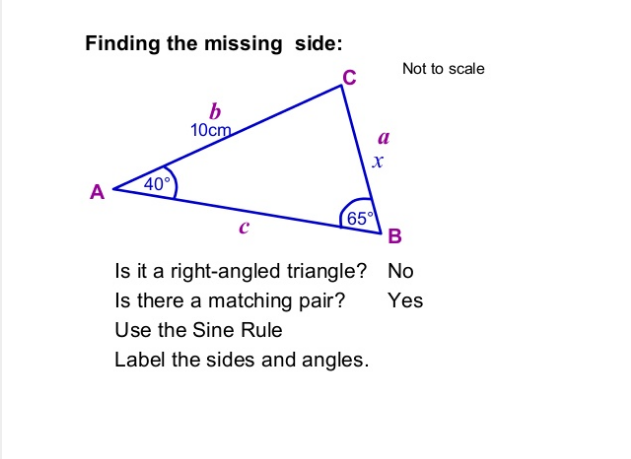 Finding the missing side:
Not to scale
C
b
10cm
a
x
A
40°
65°
c
B
Is it a right-angled triangle? No
Is there a matching pair? Yes
Use the Sine Rule
Label the sides and angles.